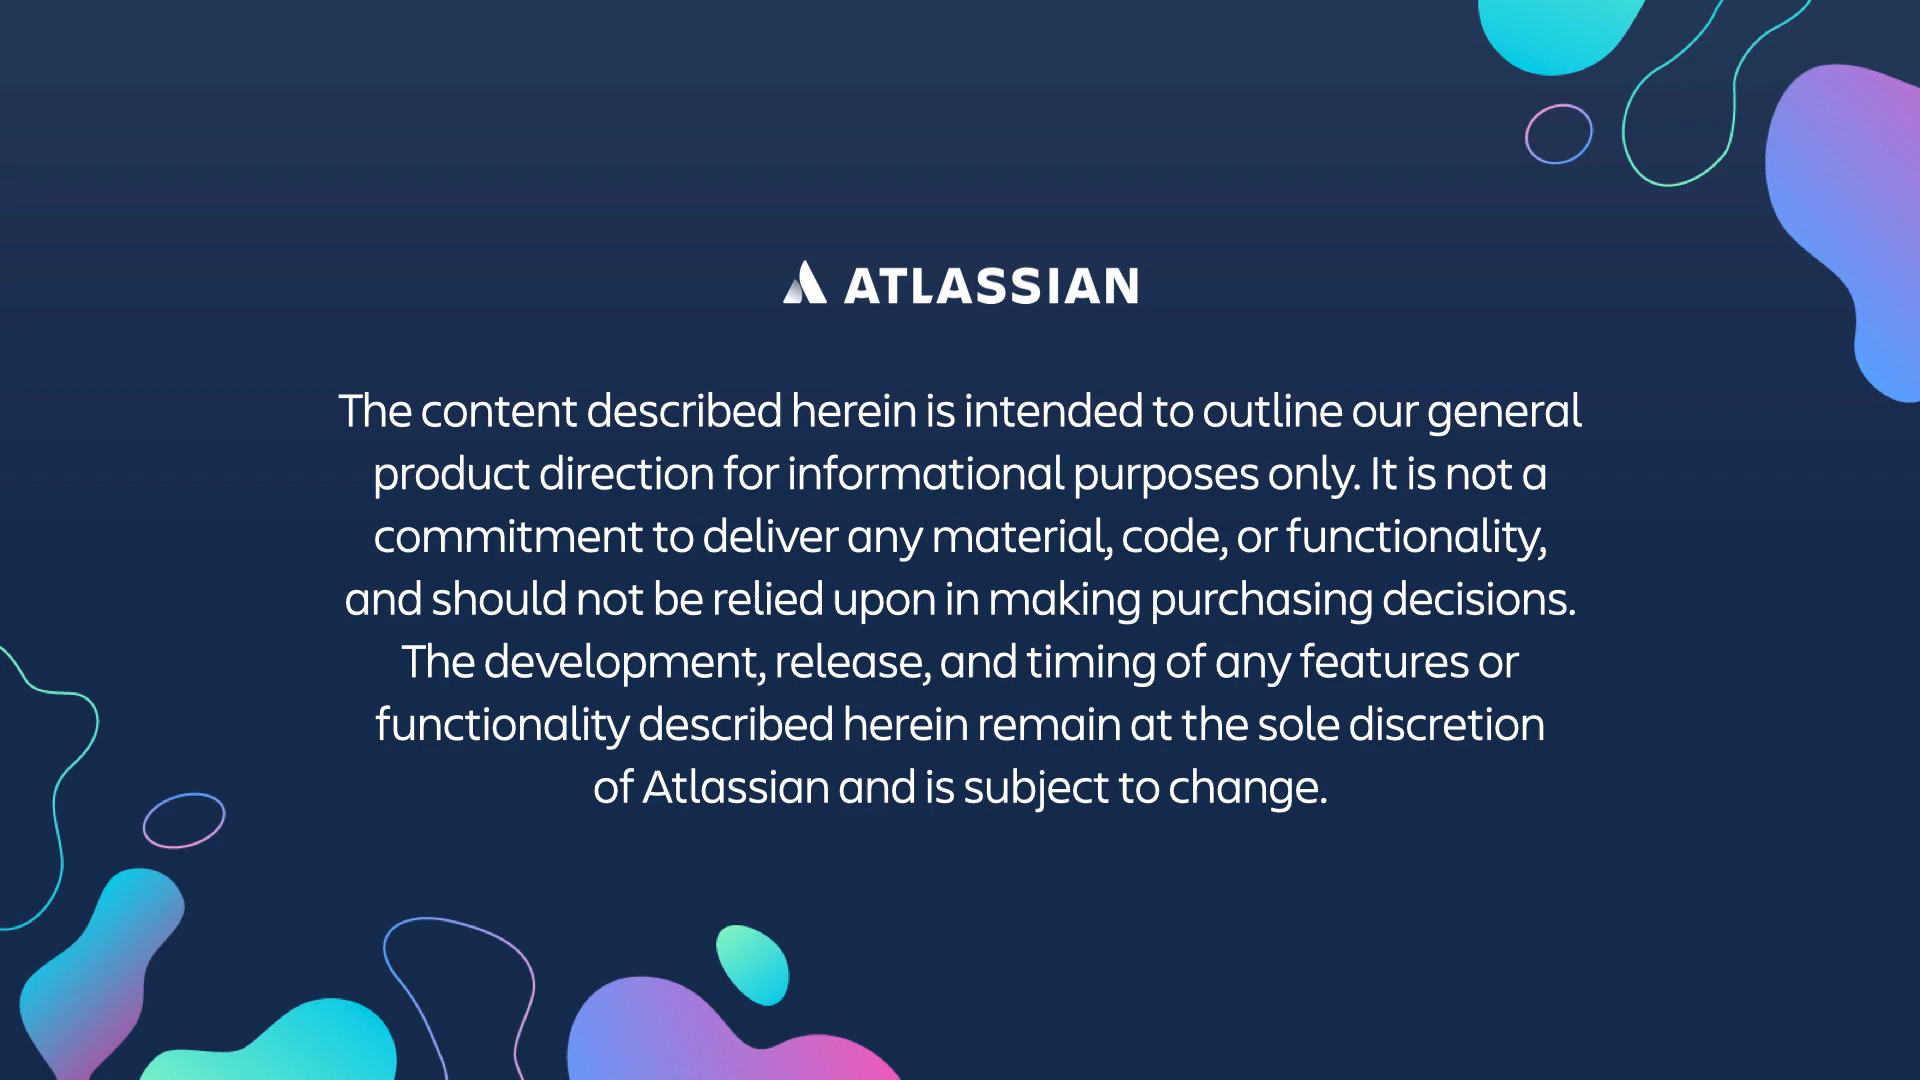 ATLASSIAN
The content described herein is intended to outline our general
product direction for informational purposes only. It is not a
commitment to deliver any material, code, or functionality,
and should not be relied upon in making purchasing decisions.
The development, release, and timing of any features or
functionality described herein remain at the sole discretion
of Atlassian and is subject to change.